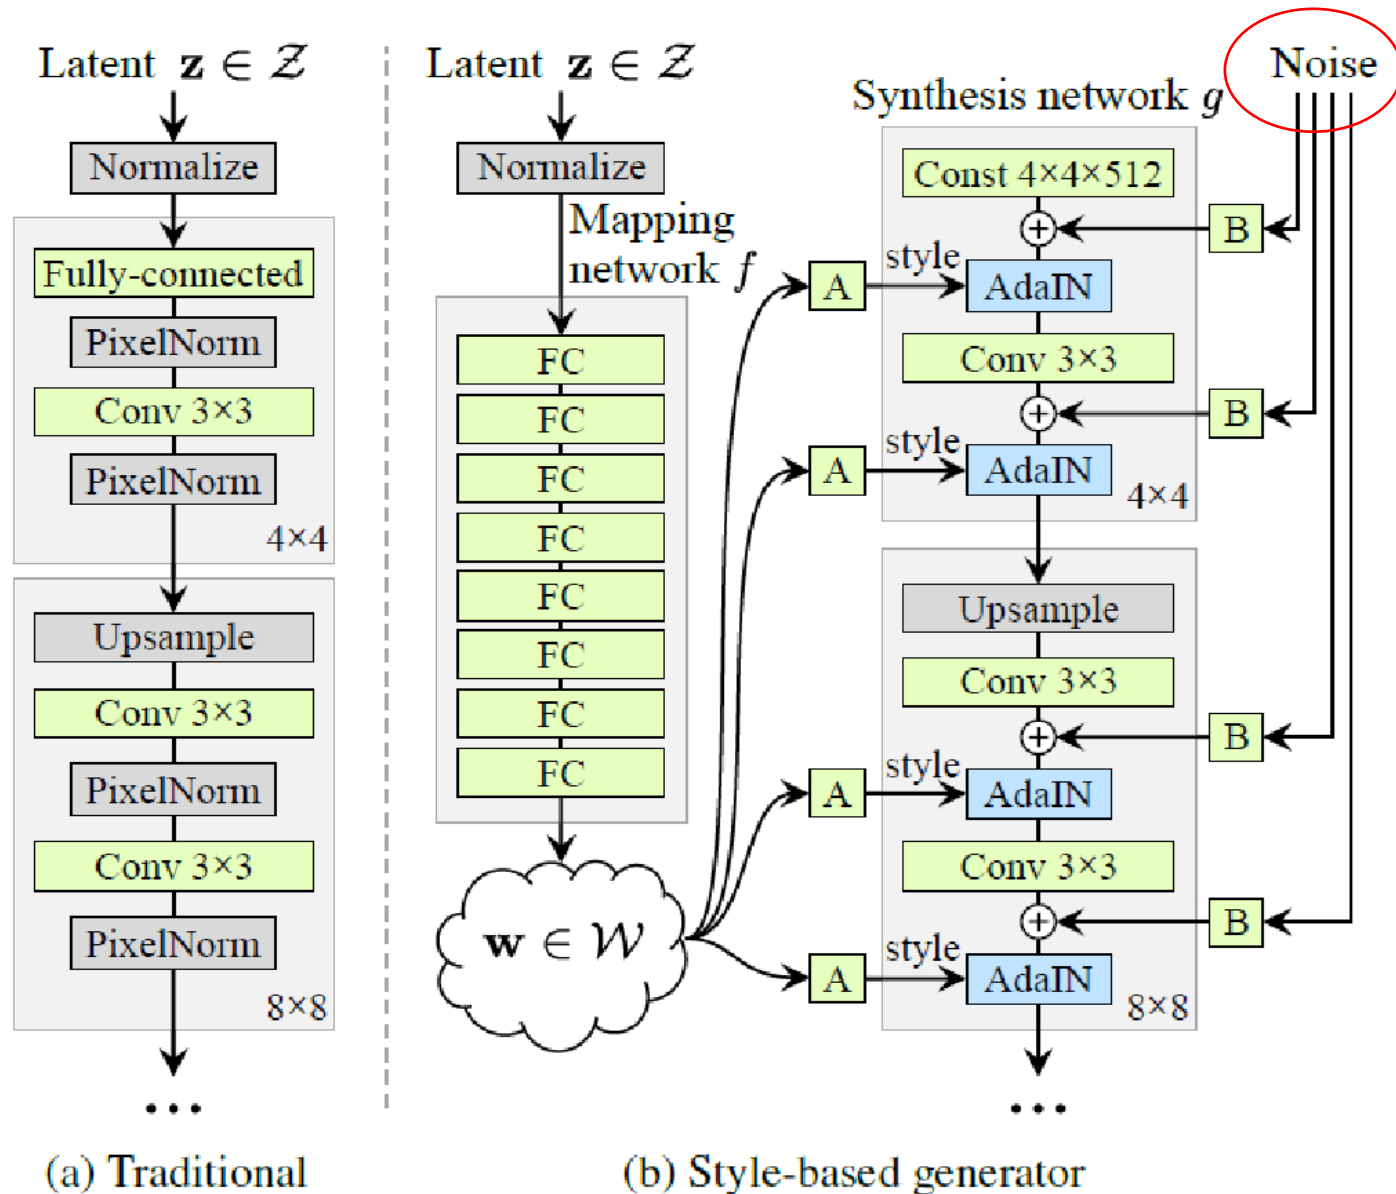 Latent z ∈ Z
Normalize
Fully-connected
PixelNorm
Conv 3×3
PixelNorm
4×4
Upsample
Conv 3×3
PixelNorm
Conv 3×3
PixelNorm
8×8
...
(a) Traditional
Latent z ∈ Z
Normalize
Mapping
network f
FC
FC
FC
FC
FC
FC
FC
FC
w ∈ W
A
style
A
style
A
style
A
style
Synthesis network g
Const 4×4×512
+
AdaIN
Conv 3×3
+
AdaIN
4×4
Upsample
Conv 3×3
+
AdaIN
Conv 3×3
+
AdaIN
8×8
...
Noise
B
B
B
B
(b) Style-based generator